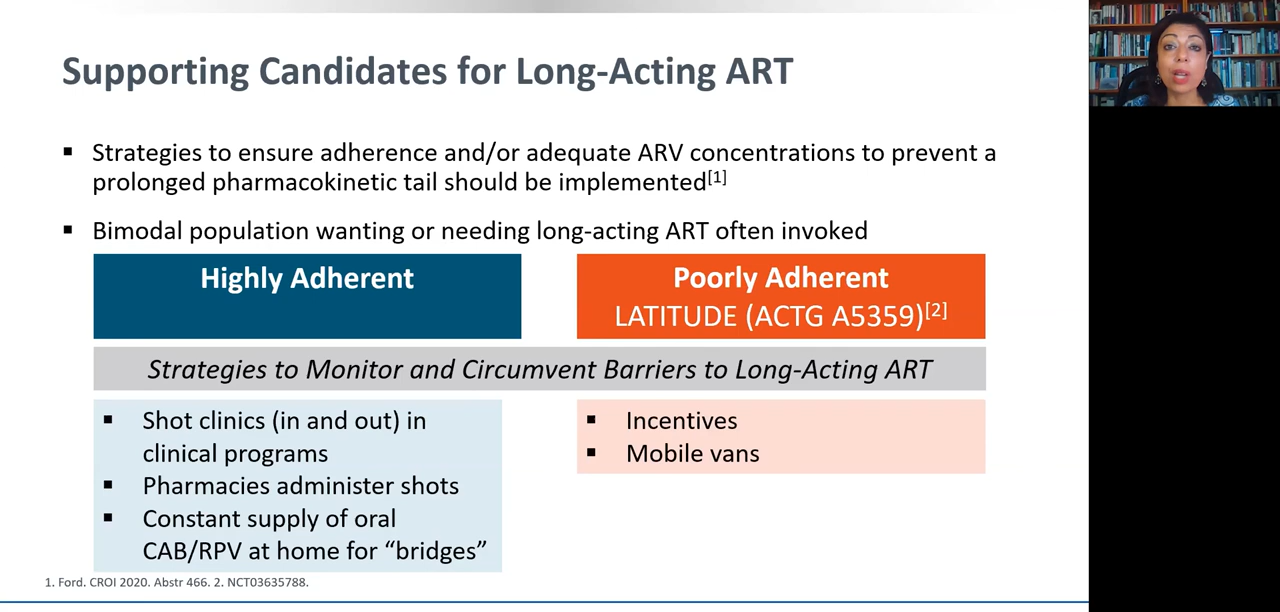 Supporting Candidates for Long-Acting ART
▪ Strategies to ensure adherence and/or adequate ARV concentrations to prevent a
prolonged pharmacokinetic tail should be implemented[1]
▪ Bimodal population wanting or needing long-acting ART often invoked
Highly Adherent
Poorly Adherent
LATITUDE (ACTG A5359)[2]
Strategies to Monitor and Circumvent Barriers to Long-Acting ART
▪ Shot clinics (in and out) in
clinical programs
▪ Pharmacies administer shots
▪ Constant supply of oral
CAB/RPV at home for “bridges”
▪ Incentives
▪ Mobile vans
1. Ford. CROI 2020. Abstr 466. 2. NCT03635788.